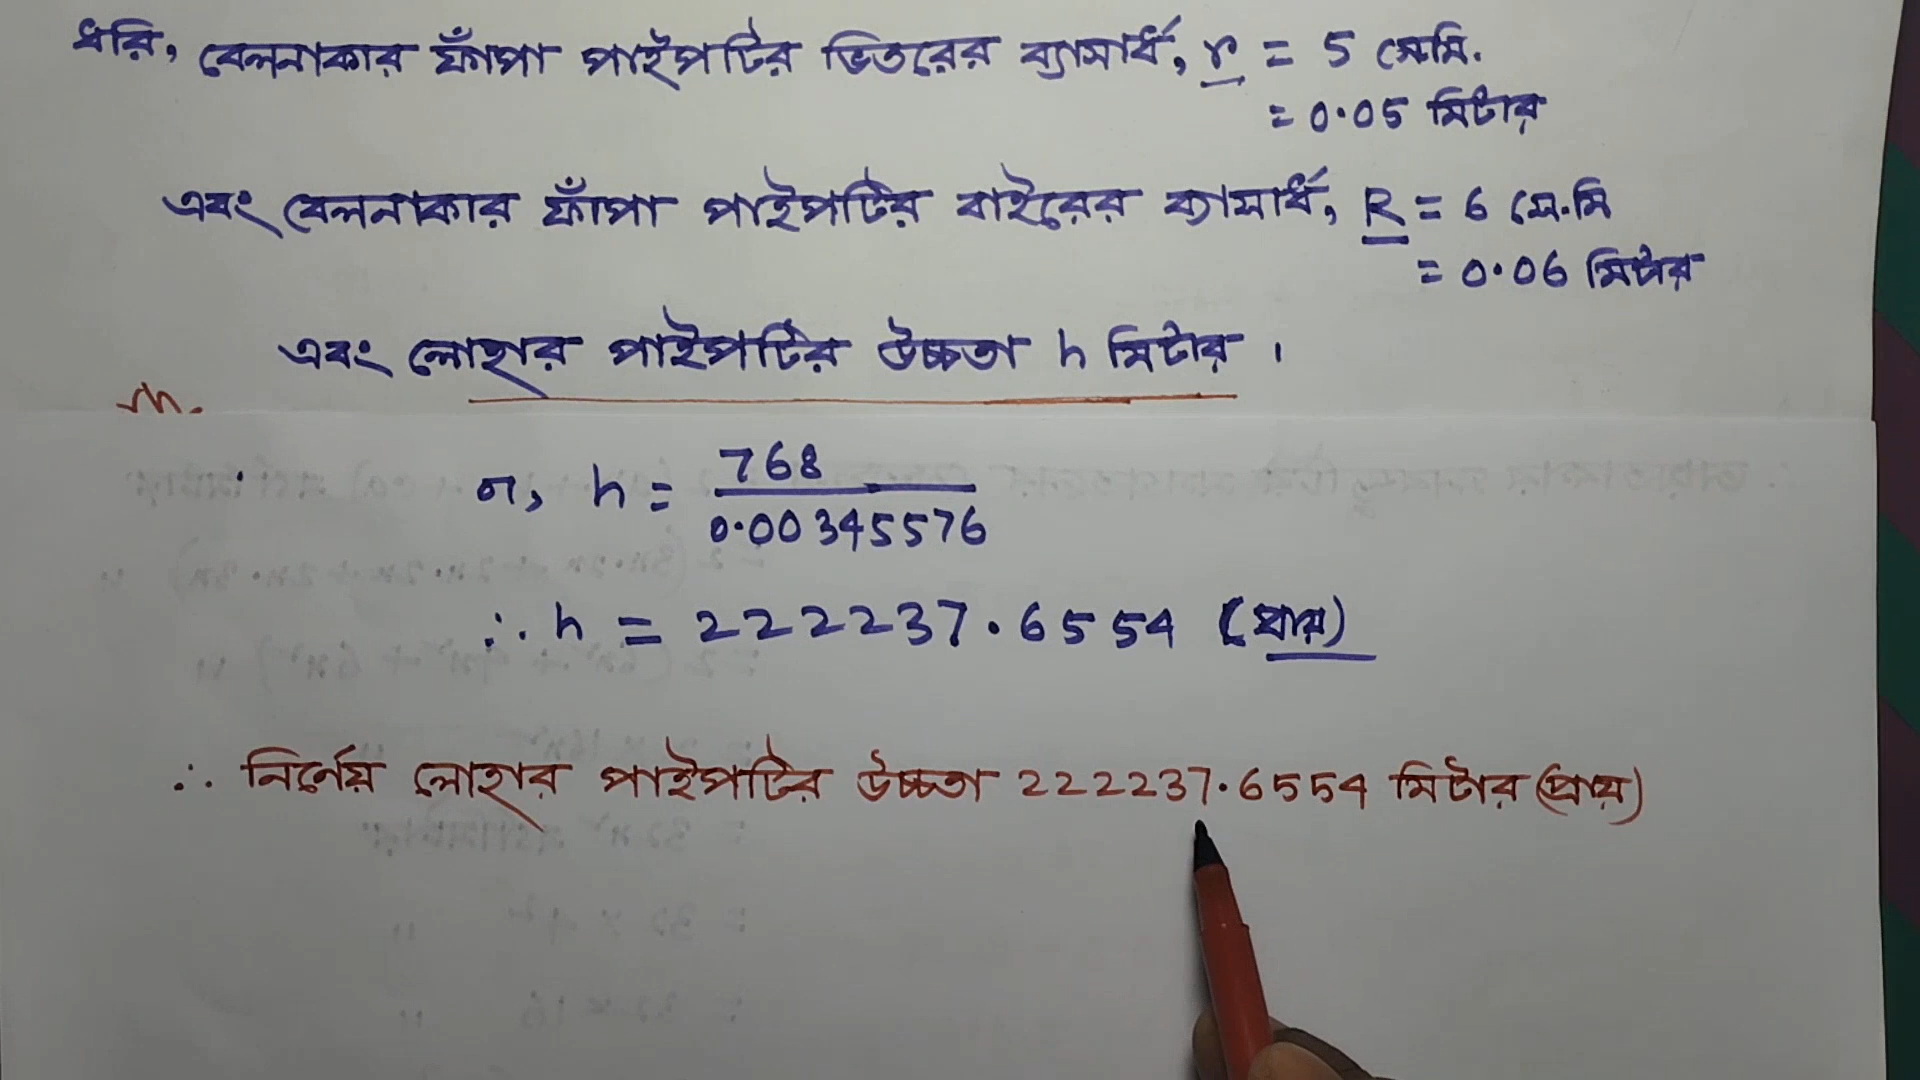 ধরি, বেলনাকার ফাঁপা পাইপটির ভিতরের ব্যাসার্ধ, r = 5 সেমি.
= 0.05 মিটার
এবং বেলনাকার ফাঁপা পাইপটির বাইরের ব্যাসার্ধ, R = 6 সে.মি
= 0.06 মিটার
এবং লোহার পাইপটির উচ্চতা h মিটার ।
বা, h = 768 / 0.00345576
∴ h = 222237.6554 (প্রায়)
∴ নির্ণেয় লোহার পাইপটির উচ্চতা 222237.6554 মিটার (প্রায়)